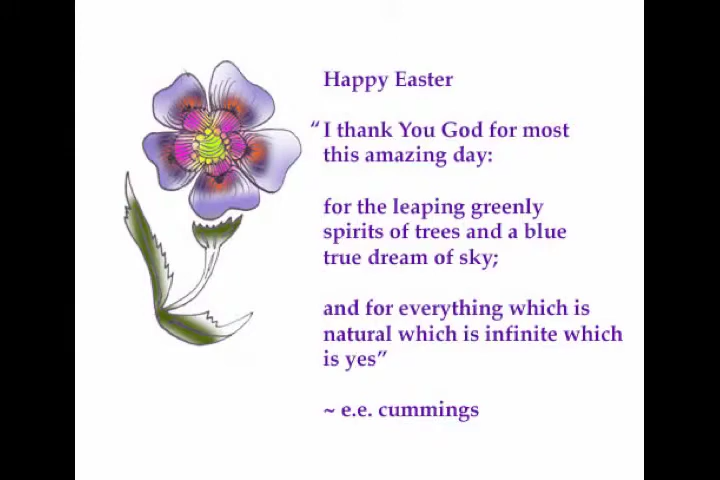 Happy Easter
“I thank You God for most
this amazing day:
for the leaping greenly
spirits of trees and a blue
true dream of sky;
and for everything which is
natural which is infinite which
is yes”
~ e.e. cummings